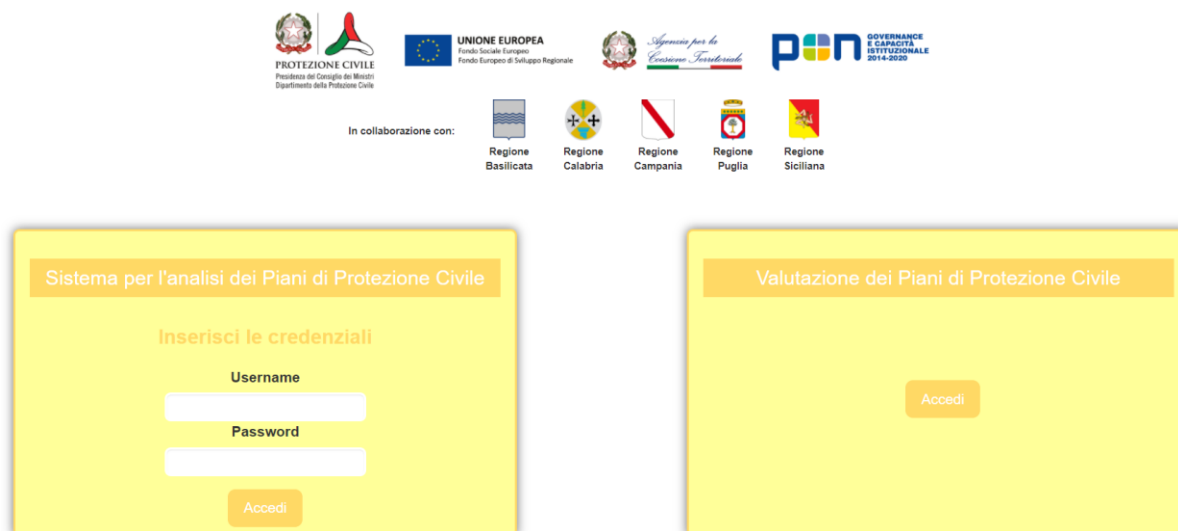 PROTEZIONE CIVILE
Presidenza del Consiglio dei Ministri
Dipartimento della Protezione Civile
UNIONE EUROPEA
Fondo Sociale Europeo
Fondo Europeo di Sviluppo Regionale
Agenzia per la
Coesione Territoriale
pon
GOVERNANCE
E CAPACITÀ
ISTITUZIONALE
2014-2020
In collaborazione con:
Regione
Basilicata
Regione
Calabria
Regione
Campania
Regione
Puglia
Regione
Siciliana
Sistema per l'analisi dei Piani di Protezione Civile
Inserisci le credenziali
Username
Password
Accedi
Valutazione dei Piani di Protezione Civile
Accedi